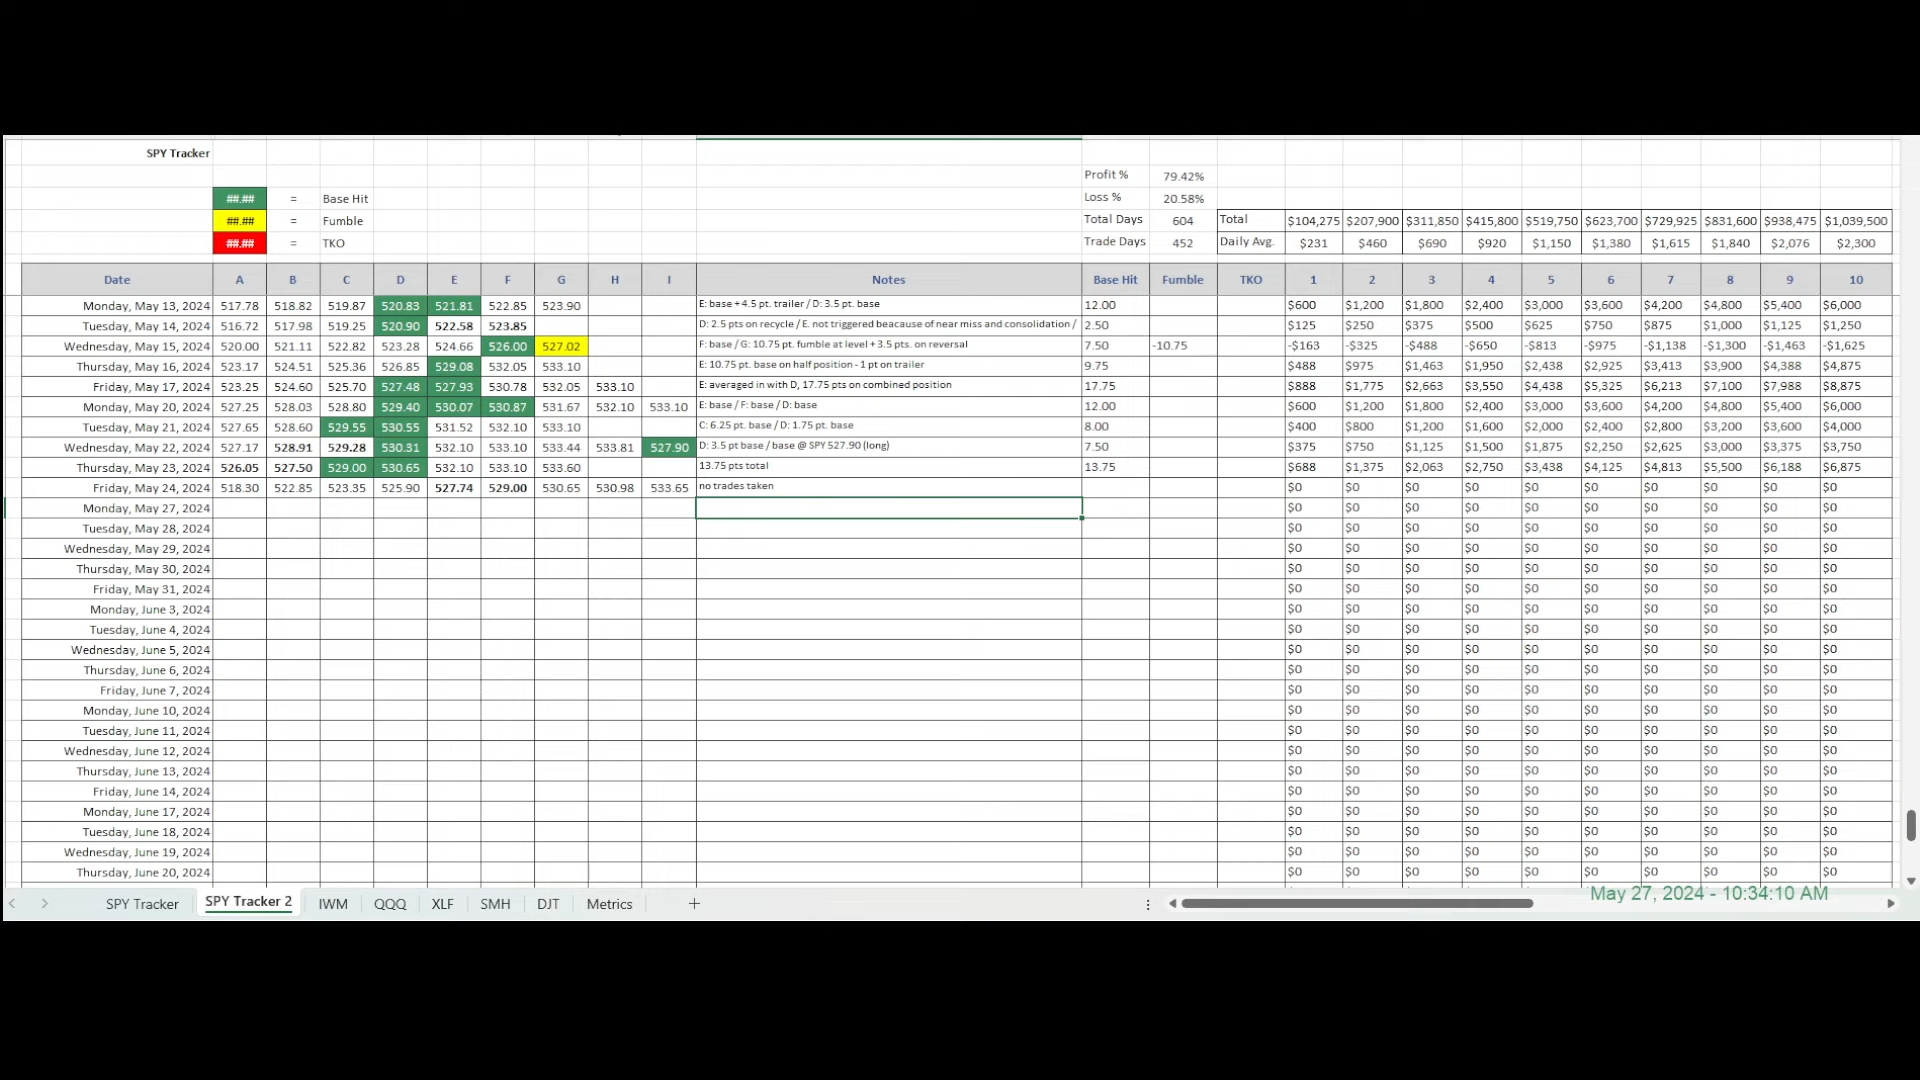 SPY Tracker
Profit % 79.42%
##.## = Base Hit Loss % 20.58%
##.## = Fumble Total Days 604 Total $104,275 $207,900 $311,850 $415,800 $519,750 $623,700 $729,925 $831,600 $938,475 $1,039,500
##.## = TKO Trade Days 452 Daily Avg. $231 $460 $690 $920 $1,150 $1,380 $1,615 $1,840 $2,076 $2,300
Date A B C D E F G H I Notes Base Hit Fumble TKO 1 2 3 4 5 6 7 8 9 10
Monday, May 13, 2024 517.78 518.82 519.87 520.83 521.81 522.85 523.90 E: base + 4.5 pt. trailer / D: 3.5 pt. base 12.00 $600 $1,200 $1,800 $2,400 $3,000 $3,600 $4,200 $4,800 $5,400 $6,000
Tuesday, May 14, 2024 516.72 517.98 519.25 520.90 522.58 523.85 D: 2.5 pts on recycle / E. not triggered beacause of near miss and consolidation / 2.50 $125 $250 $375 $500 $625 $750 $875 $1,000 $1,125 $1,250
Wednesday, May 15, 2024 520.00 521.11 522.82 523.28 524.66 526.00 527.02 F: base / G: 10.75 pt. fumble at level + 3.5 pts. on reversal 7.50 -10.75 -$163 -$325 -$488 -$650 -$813 -$975 -$1,138 -$1,300 -$1,463 -$1,625
Thursday, May 16, 2024 523.17 524.51 525.36 526.85 529.08 532.05 533.10 E: 10.75 pt. base on half position - 1 pt on trailer 9.75 $488 $975 $1,463 $1,950 $2,438 $2,925 $3,413 $3,900 $4,388 $4,875
Friday, May 17, 2024 523.25 524.60 525.70 527.48 527.93 530.78 532.05 533.10 E: averaged in with D, 17.75 pts on combined position 17.75 $888 $1,775 $2,663 $3,550 $4,438 $5,325 $6,213 $7,100 $7,988 $8,875
Monday, May 20, 2024 527.25 528.03 528.80 529.40 530.07 530.87 531.67 532.10 533.10 E: base / F: base / D: base 12.00 $600 $1,200 $1,800 $2,400 $3,000 $3,600 $4,200 $4,800 $5,400 $6,000
Tuesday, May 21, 2024 527.65 528.60 529.55 530.55 531.52 532.10 533.10 C: 6.25 pt. base / D: 1.75 pt. base 8.00 $400 $800 $1,200 $1,600 $2,000 $2,400 $2,800 $3,200 $3,600 $4,000
Wednesday, May 22, 2024 527.17 528.91 529.28 530.31 532.10 533.10 533.44 533.81 527.90 D: 3.5 pt base / base @ SPY 527.90 (long) 7.50 $375 $750 $1,125 $1,500 $1,875 $2,250 $2,625 $3,000 $3,375 $3,750
Thursday, May 23, 2024 526.05 527.50 529.00 530.65 532.10 533.10 533.60 13.75 pts total 13.75 $688 $1,375 $2,063 $2,750 $3,438 $4,125 $4,813 $5,500 $6,188 $6,875
Friday, May 24, 2024 518.30 522.85 523.35 525.90 527.74 529.00 530.65 530.98 533.65 no trades taken $0 $0 $0 $0 $0 $0 $0 $0 $0 $0
Monday, May 27, 2024 $0 $0 $0 $0 $0 $0 $0 $0 $0 $0
Tuesday, May 28, 2024 $0 $0 $0 $0 $0 $0 $0 $0 $0 $0
Wednesday, May 29, 2024 $0 $0 $0 $0 $0 $0 $0 $0 $0 $0
Thursday, May 30, 2024 $0 $0 $0 $0 $0 $0 $0 $0 $0 $0
Friday, May 31, 2024 $0 $0 $0 $0 $0 $0 $0 $0 $0 $0
Monday, June 3, 2024 $0 $0 $0 $0 $0 $0 $0 $0 $0 $0
Tuesday, June 4, 2024 $0 $0 $0 $0 $0 $0 $0 $0 $0 $0
Wednesday, June 5, 2024 $0 $0 $0 $0 $0 $0 $0 $0 $0 $0
Thursday, June 6, 2024 $0 $0 $0 $0 $0 $0 $0 $0 $0 $0
Friday, June 7, 2024 $0 $0 $0 $0 $0 $0 $0 $0 $0 $0
Monday, June 10, 2024 $0 $0 $0 $0 $0 $0 $0 $0 $0 $0
Tuesday, June 11, 2024 $0 $0 $0 $0 $0 $0 $0 $0 $0 $0
Wednesday, June 12, 2024 $0 $0 $0 $0 $0 $0 $0 $0 $0 $0
Thursday, June 13, 2024 $0 $0 $0 $0 $0 $0 $0 $0 $0 $0
Friday, June 14, 2024 $0 $0 $0 $0 $0 $0 $0 $0 $0 $0
Monday, June 17, 2024 $0 $0 $0 $0 $0 $0 $0 $0 $0 $0
Tuesday, June 18, 2024 $0 $0 $0 $0 $0 $0 $0 $0 $0 $0
Wednesday, June 19, 2024 $0 $0 $0 $0 $0 $0 $0 $0 $0 $0
Thursday, June 20, 2024 $0 $0 $0 $0 $0 $0 $0 $0 $0 $0
May 27, 2024 - 10:34:10 AM
SPY Tracker SPY Tracker 2 IWM QQQ XLF SMH DJT Metrics